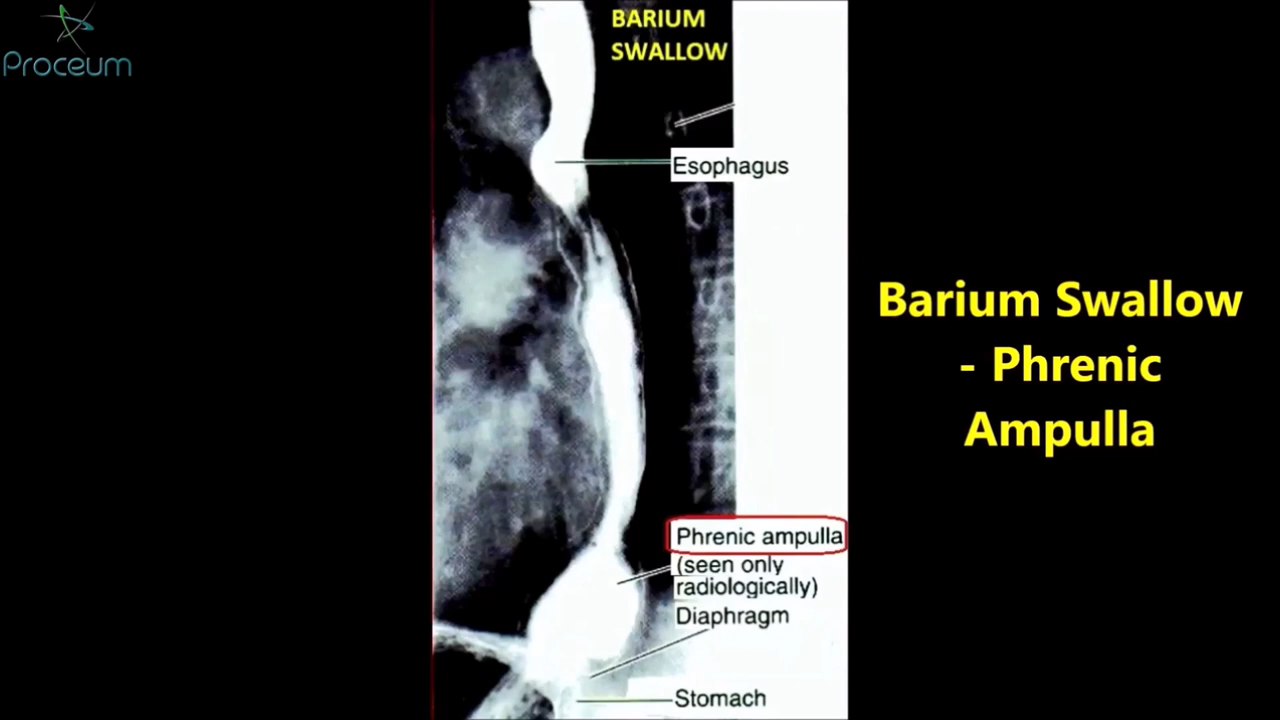 Proceum
BARIUM
SWALLOW
Esophagus
Barium Swallow
- Phrenic
Ampulla
Phrenic ampulla
(seen only
radiologically)
Diaphragm
Stomach